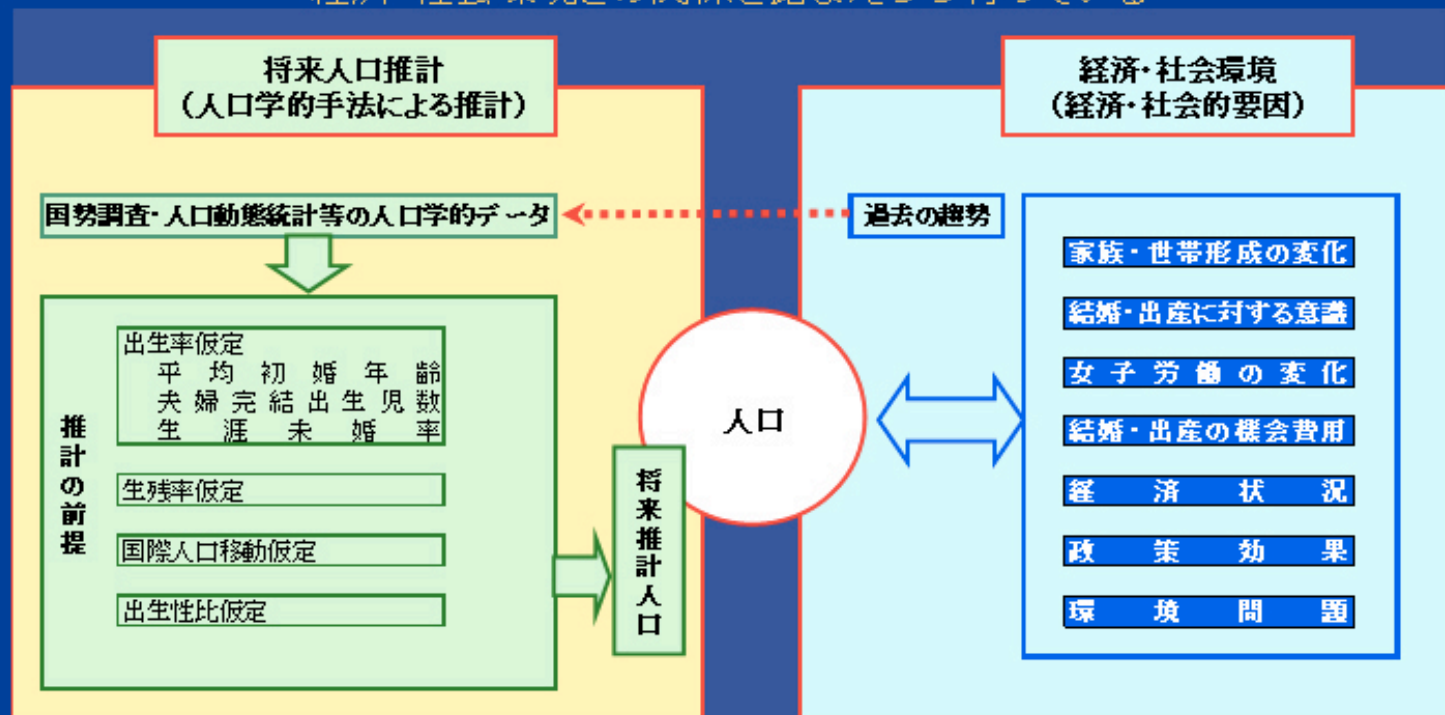 将来人口推計
（人口学的手法による推計）
国勢調査・人口動態統計等の人口学的データ
推計の前提
出生率仮定
平均初婚年齢
夫婦完結出生児数
生涯未婚率
生残率仮定
国際人口移動仮定
出生性比仮定
将来推計人口
人口
経済・社会環境
（経済・社会的要因）
過去の趨勢
家族・世帯形成の変化
結婚・出産に対する意識
女子労働の変化
結婚・出産の機会費用
経済状況
政策効果
環境問題